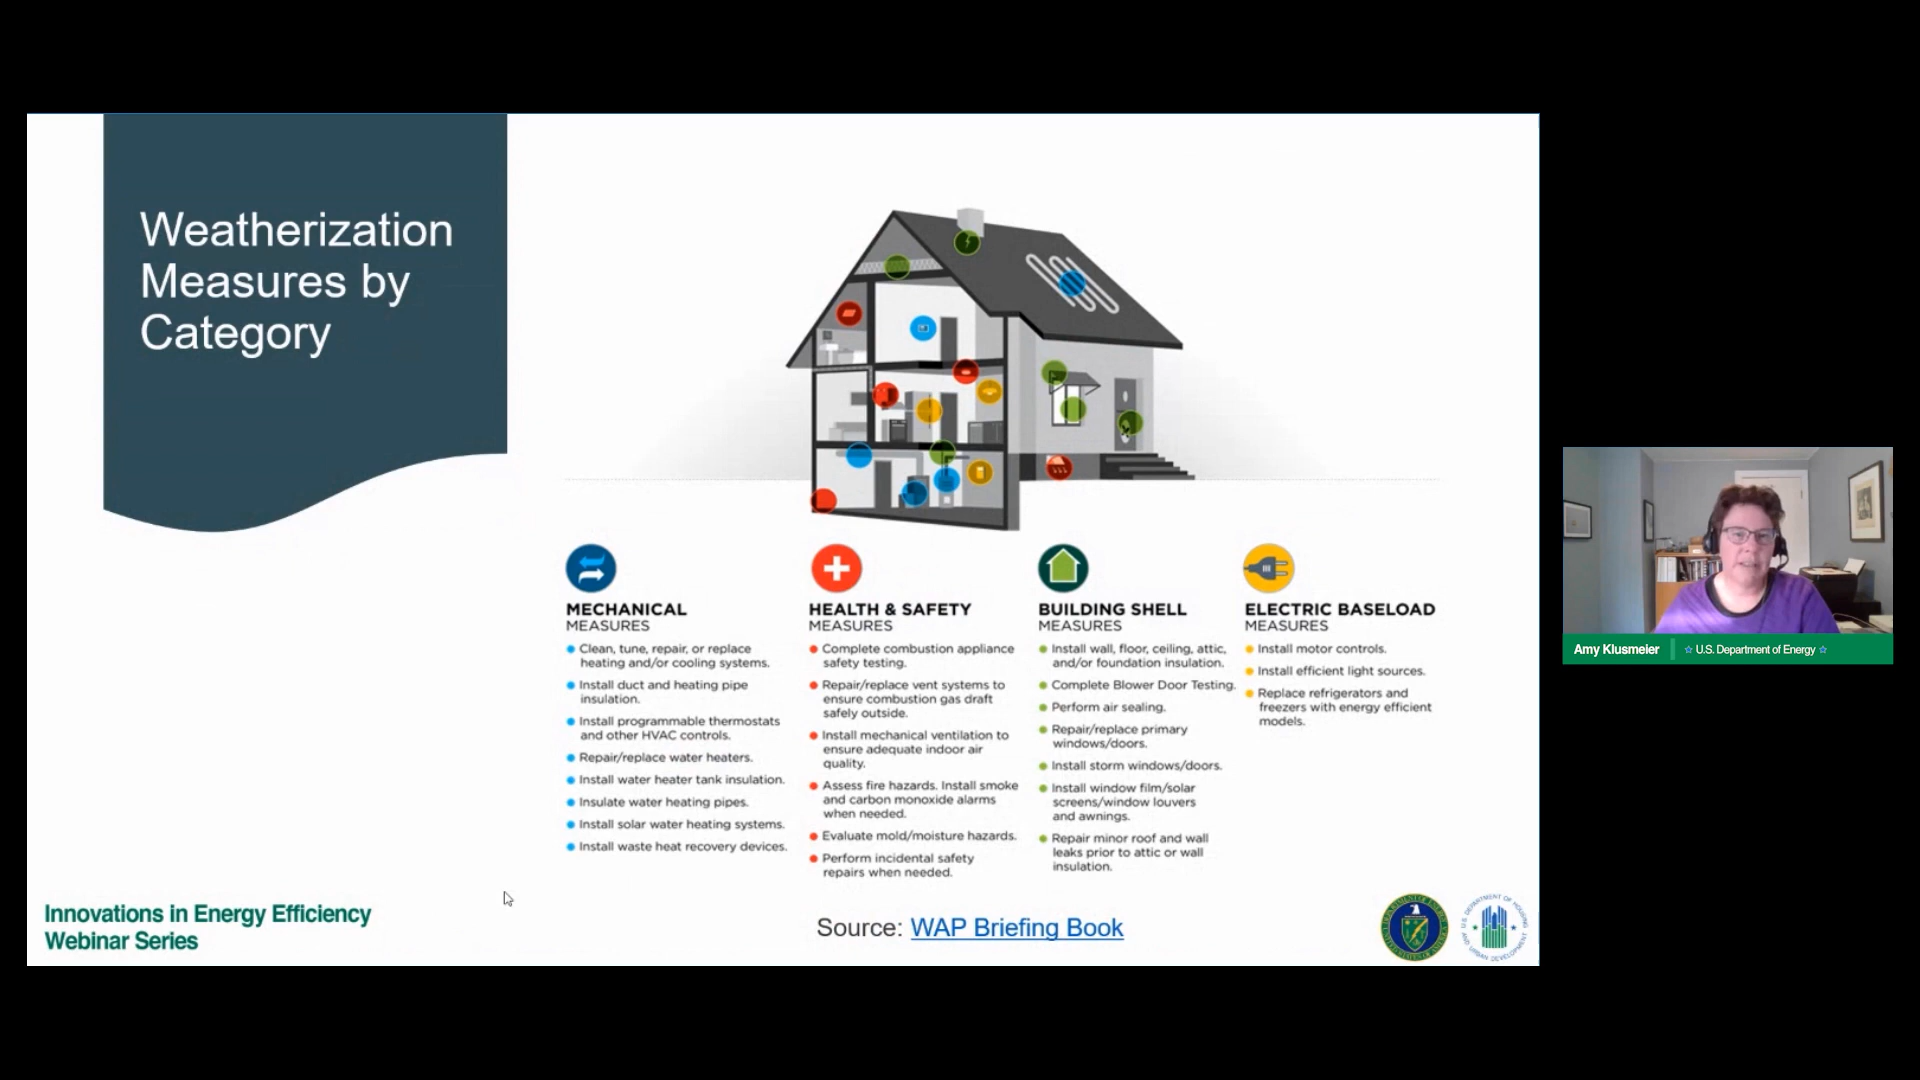 Weatherization
Measures by
Category
MECHANICAL
MEASURES
Clean, tune, repair, or replace
heating and/or cooling systems.
Install duct and heating pipe
insulation.
Install programmable thermostats
and other HVAC controls.
Repair/replace water heaters.
Install water heater tank insulation.
Insulate water heating pipes.
Install solar water heating systems.
Install waste heat recovery devices.
HEALTH & SAFETY
MEASURES
Complete combustion appliance
safety testing.
Repair/replace vent systems to
ensure combustion gas draft
safely outside.
Install mechanical ventilation to
ensure adequate indoor air
quality.
Assess fire hazards. Install smoke
and carbon monoxide alarms
when needed.
Evaluate mold/moisture hazards.
Perform incidental safety
repairs when needed.
BUILDING SHELL
MEASURES
Install wall, floor, ceiling, attic,
and/or foundation insulation.
Complete Blower Door Testing.
Perform air sealing.
Repair/replace primary
windows/doors.
Install storm windows/doors.
Install window film/solar
screens/window louvers
and awnings.
Repair minor roof and wall
leaks prior to attic or wall
insulation.
ELECTRIC BASELOAD
MEASURES
Install motor controls.
Install efficient light sources.
Replace refrigerators and
freezers with energy efficient
models.
Innovations in Energy Efficiency
Webinar Series
Source: WAP Briefing Book
U.S. DEPARTMENT OF HOUSING
AND URBAN DEVELOPMENT
Amy Klusmeier
U.S. Department of Energy